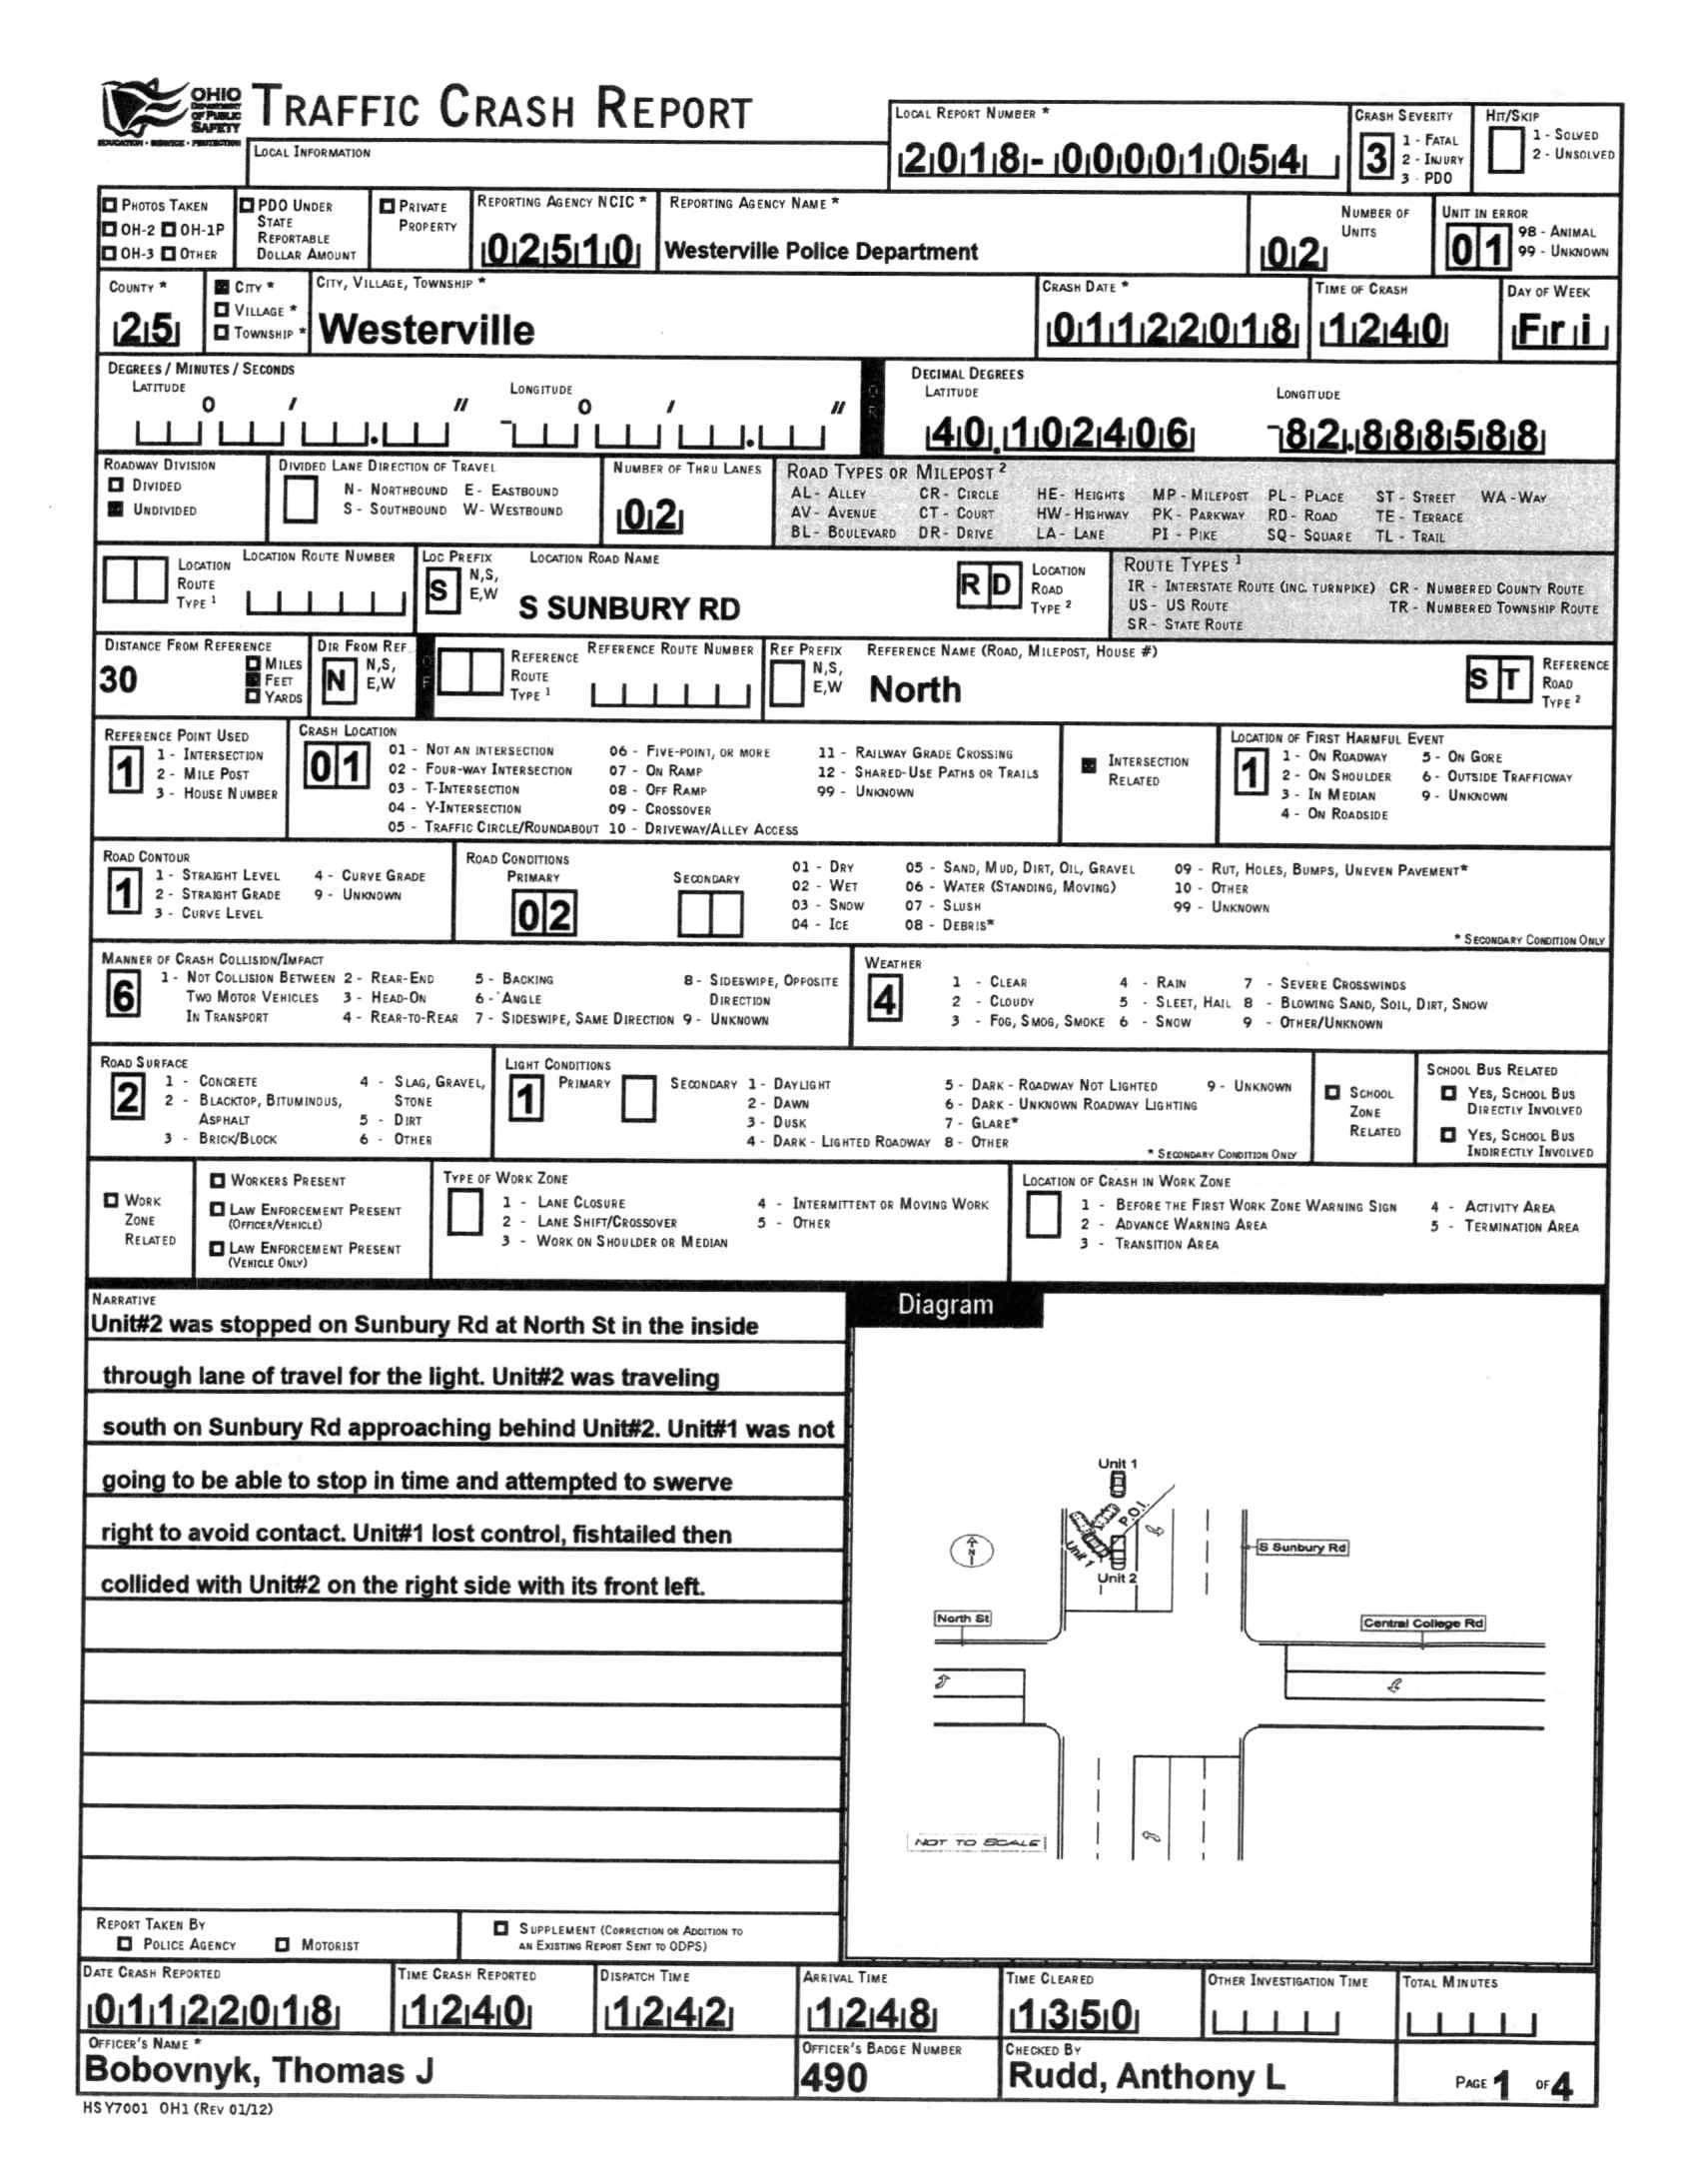 OHIO
DEPARTMENT
OF PUBLIC
SAFETY
EDUCATION • SERVICE • PROTECTION
TRAFFIC CRASH REPORT
LOCAL INFORMATION
LOCAL REPORT NUMBER *
2018-00001054
CRASH SEVERITY
3
1 - FATAL
2 - INJURY
3 - PDO
HIT/SKIP
1 - SOLVED
2 - UNSOLVED
PHOTOS TAKEN
OH-2 OH-1P
OH-3 OTHER
PDO UNDER
STATE
REPORTABLE
DOLLAR AMOUNT
PRIVATE
PROPERTY
REPORTING AGENCY NCIC *
02510
REPORTING AGENCY NAME *
Westerville Police Department
NUMBER OF
UNITS
02
UNIT IN ERROR
01
98 - ANIMAL
99 - UNKNOWN
COUNTY *
25
CITY *
VILLAGE *
TOWNSHIP *
CITY, VILLAGE, TOWNSHIP *
Westerville
CRASH DATE *
01122018
TIME OF CRASH
1240
DAY OF WEEK
Fri
DEGREES / MINUTES / SECONDS
LATITUDE
LONGITUDE
O / "
O / "
OR
DECIMAL DEGREES
LATITUDE
40.102406
LONGITUDE
-82.888588
ROADWAY DIVISION
DIVIDED
UNDIVIDED
DIVIDED LANE DIRECTION OF TRAVEL
N - NORTHBOUND E - EASTBOUND
S - SOUTHBOUND W - WESTBOUND
NUMBER OF THRU LANES
02
ROAD TYPES OR MILEPOST 2
AL - ALLEY CR - CIRCLE HE - HEIGHTS MP - MILEPOST PL - PLACE ST - STREET WA - WAY
AV - AVENUE CT - COURT HW - HIGHWAY PK - PARKWAY RD - ROAD TE - TERRACE
BL - BOULEVARD DR - DRIVE LA - LANE PI - PIKE SQ - SQUARE TL - TRAIL
LOCATION
ROUTE
TYPE 1
LOCATION ROUTE NUMBER
LOC PREFIX
S
N,S,
E,W
LOCATION ROAD NAME
S SUNBURY RD
RD
LOCATION
ROAD
TYPE 2
ROUTE TYPES 1
IR - INTERSTATE ROUTE (INC. TURNPIKE) CR - NUMBERED COUNTY ROUTE
US - US ROUTE TR - NUMBERED TOWNSHIP ROUTE
SR - STATE ROUTE
DISTANCE FROM REFERENCE
30
MILES
FEET
YARDS
DIR FROM REF
N
N,S,
E,W
OF
REFERENCE
ROUTE
TYPE 1
REFERENCE ROUTE NUMBER
REF PREFIX
N,S,
E,W
REFERENCE NAME (ROAD, MILEPOST, HOUSE #)
North
ST
REFERENCE
ROAD
TYPE 2
REFERENCE POINT USED
1
1 - INTERSECTION
2 - MILE POST
3 - HOUSE NUMBER
CRASH LOCATION
01
01 - NOT AN INTERSECTION 06 - FIVE-POINT, OR MORE 11 - RAILWAY GRADE CROSSING
02 - FOUR-WAY INTERSECTION 07 - ON RAMP 12 - SHARED-USE PATHS OR TRAILS
03 - T-INTERSECTION 08 - OFF RAMP 99 - UNKNOWN
04 - Y-INTERSECTION 09 - CROSSOVER
05 - TRAFFIC CIRCLE/ROUNDABOUT 10 - DRIVEWAY/ALLEY ACCESS
INTERSECTION
RELATED
LOCATION OF FIRST HARMFUL EVENT
1
1 - ON ROADWAY 5 - ON GORE
2 - ON SHOULDER 6 - OUTSIDE TRAFFICWAY
3 - IN MEDIAN 9 - UNKNOWN
4 - ON ROADSIDE
ROAD CONTOUR
1
1 - STRAIGHT LEVEL 4 - CURVE GRADE
2 - STRAIGHT GRADE 9 - UNKNOWN
3 - CURVE LEVEL
ROAD CONDITIONS
PRIMARY
02
SECONDARY
01 - DRY 05 - SAND, MUD, DIRT, OIL, GRAVEL 09 - RUT, HOLES, BUMPS, UNEVEN PAVEMENT*
02 - WET 06 - WATER (STANDING, MOVING) 10 - OTHER
03 - SNOW 07 - SLUSH 99 - UNKNOWN
04 - ICE 08 - DEBRIS*
* SECONDARY CONDITION ONLY
MANNER OF CRASH COLLISION/IMPACT
6
1 - NOT COLLISION BETWEEN 2 - REAR-END 5 - BACKING 8 - SIDESWIPE, OPPOSITE
TWO MOTOR VEHICLES 3 - HEAD-ON 6 - ANGLE DIRECTION
IN TRANSPORT 4 - REAR-TO-REAR 7 - SIDESWIPE, SAME DIRECTION 9 - UNKNOWN
WEATHER
4
1 - CLEAR 4 - RAIN 7 - SEVERE CROSSWINDS
2 - CLOUDY 5 - SLEET, HAIL 8 - BLOWING SAND, SOIL, DIRT, SNOW
3 - FOG, SMOG, SMOKE 6 - SNOW 9 - OTHER/UNKNOWN
ROAD SURFACE
2
1 - CONCRETE 4 - SLAG, GRAVEL,
2 - BLACKTOP, BITUMINOUS, STONE
ASPHALT 5 - DIRT
3 - BRICK/BLOCK 6 - OTHER
LIGHT CONDITIONS
1
PRIMARY
SECONDARY
1 - DAYLIGHT 5 - DARK - ROADWAY NOT LIGHTED 9 - UNKNOWN
2 - DAWN 6 - DARK - UNKNOWN ROADWAY LIGHTING
3 - DUSK 7 - GLARE*
4 - DARK - LIGHTED ROADWAY 8 - OTHER
* SECONDARY CONDITION ONLY
SCHOOL
ZONE
RELATED
SCHOOL BUS RELATED
YES, SCHOOL BUS
DIRECTLY INVOLVED
YES, SCHOOL BUS
INDIRECTLY INVOLVED
WORK
ZONE
RELATED
WORKERS PRESENT
LAW ENFORCEMENT PRESENT
(OFFICER/VEHICLE)
LAW ENFORCEMENT PRESENT
(VEHICLE ONLY)
TYPE OF WORK ZONE
1 - LANE CLOSURE 4 - INTERMITTENT OR MOVING WORK
2 - LANE SHIFT/CROSSOVER 5 - OTHER
3 - WORK ON SHOULDER OR MEDIAN
LOCATION OF CRASH IN WORK ZONE
1 - BEFORE THE FIRST WORK ZONE WARNING SIGN 4 - ACTIVITY AREA
2 - ADVANCE WARNING AREA 5 - TERMINATION AREA
3 - TRANSITION AREA
NARRATIVE
Unit#2 was stopped on Sunbury Rd at North St in the inside
through lane of travel for the light. Unit#2 was traveling
south on Sunbury Rd approaching behind Unit#2. Unit#1 was not
going to be able to stop in time and attempted to swerve
right to avoid contact. Unit#1 lost control, fishtailed then
collided with Unit#2 on the right side with its front left.
Diagram
Unit 1
P.O.I.
Unit 1
Unit 2
N
S Sunbury Rd
North St
Central College Rd
NOT TO SCALE
REPORT TAKEN BY
POLICE AGENCY MOTORIST
SUPPLEMENT (CORRECTION OR ADDITION TO
AN EXISTING REPORT SENT TO ODPS)
DATE CRASH REPORTED
01122018
TIME CRASH REPORTED
1240
DISPATCH TIME
1242
ARRIVAL TIME
1248
TIME CLEARED
1350
OTHER INVESTIGATION TIME
TOTAL MINUTES
OFFICER'S NAME *
Bobovnyk, Thomas J
OFFICER'S BADGE NUMBER
490
CHECKED BY
Rudd, Anthony L
PAGE 1 OF 4
HSY7001 OH1 (REV 01/12)